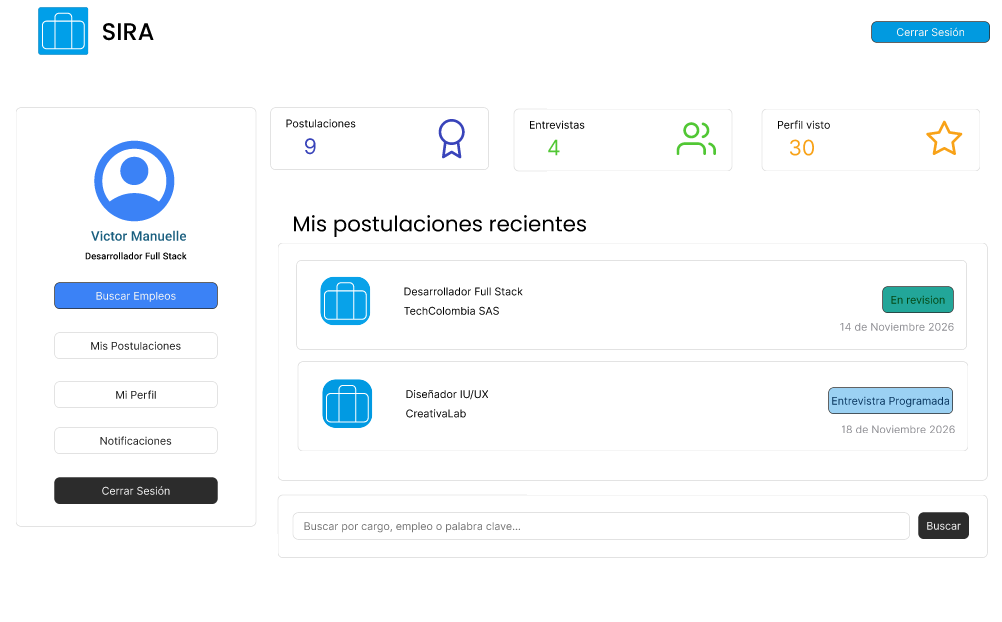 SIRA
Cerrar Sesión
Victor Manuelle
Desarrollador Full Stack
Buscar Empleos
Mis Postulaciones
Mi Perfil
Notificaciones
Cerrar Sesión
Postulaciones
9
Entrevistas
4
Perfil visto
30
Mis postulaciones recientes
Desarrollador Full Stack
TechColombia SAS
En revision
14 de Noviembre 2026
Diseñador IU/UX
CreativaLab
Entrevistra Programada
18 de Noviembre 2026
Buscar por cargo, empleo o palabra clave...
Buscar